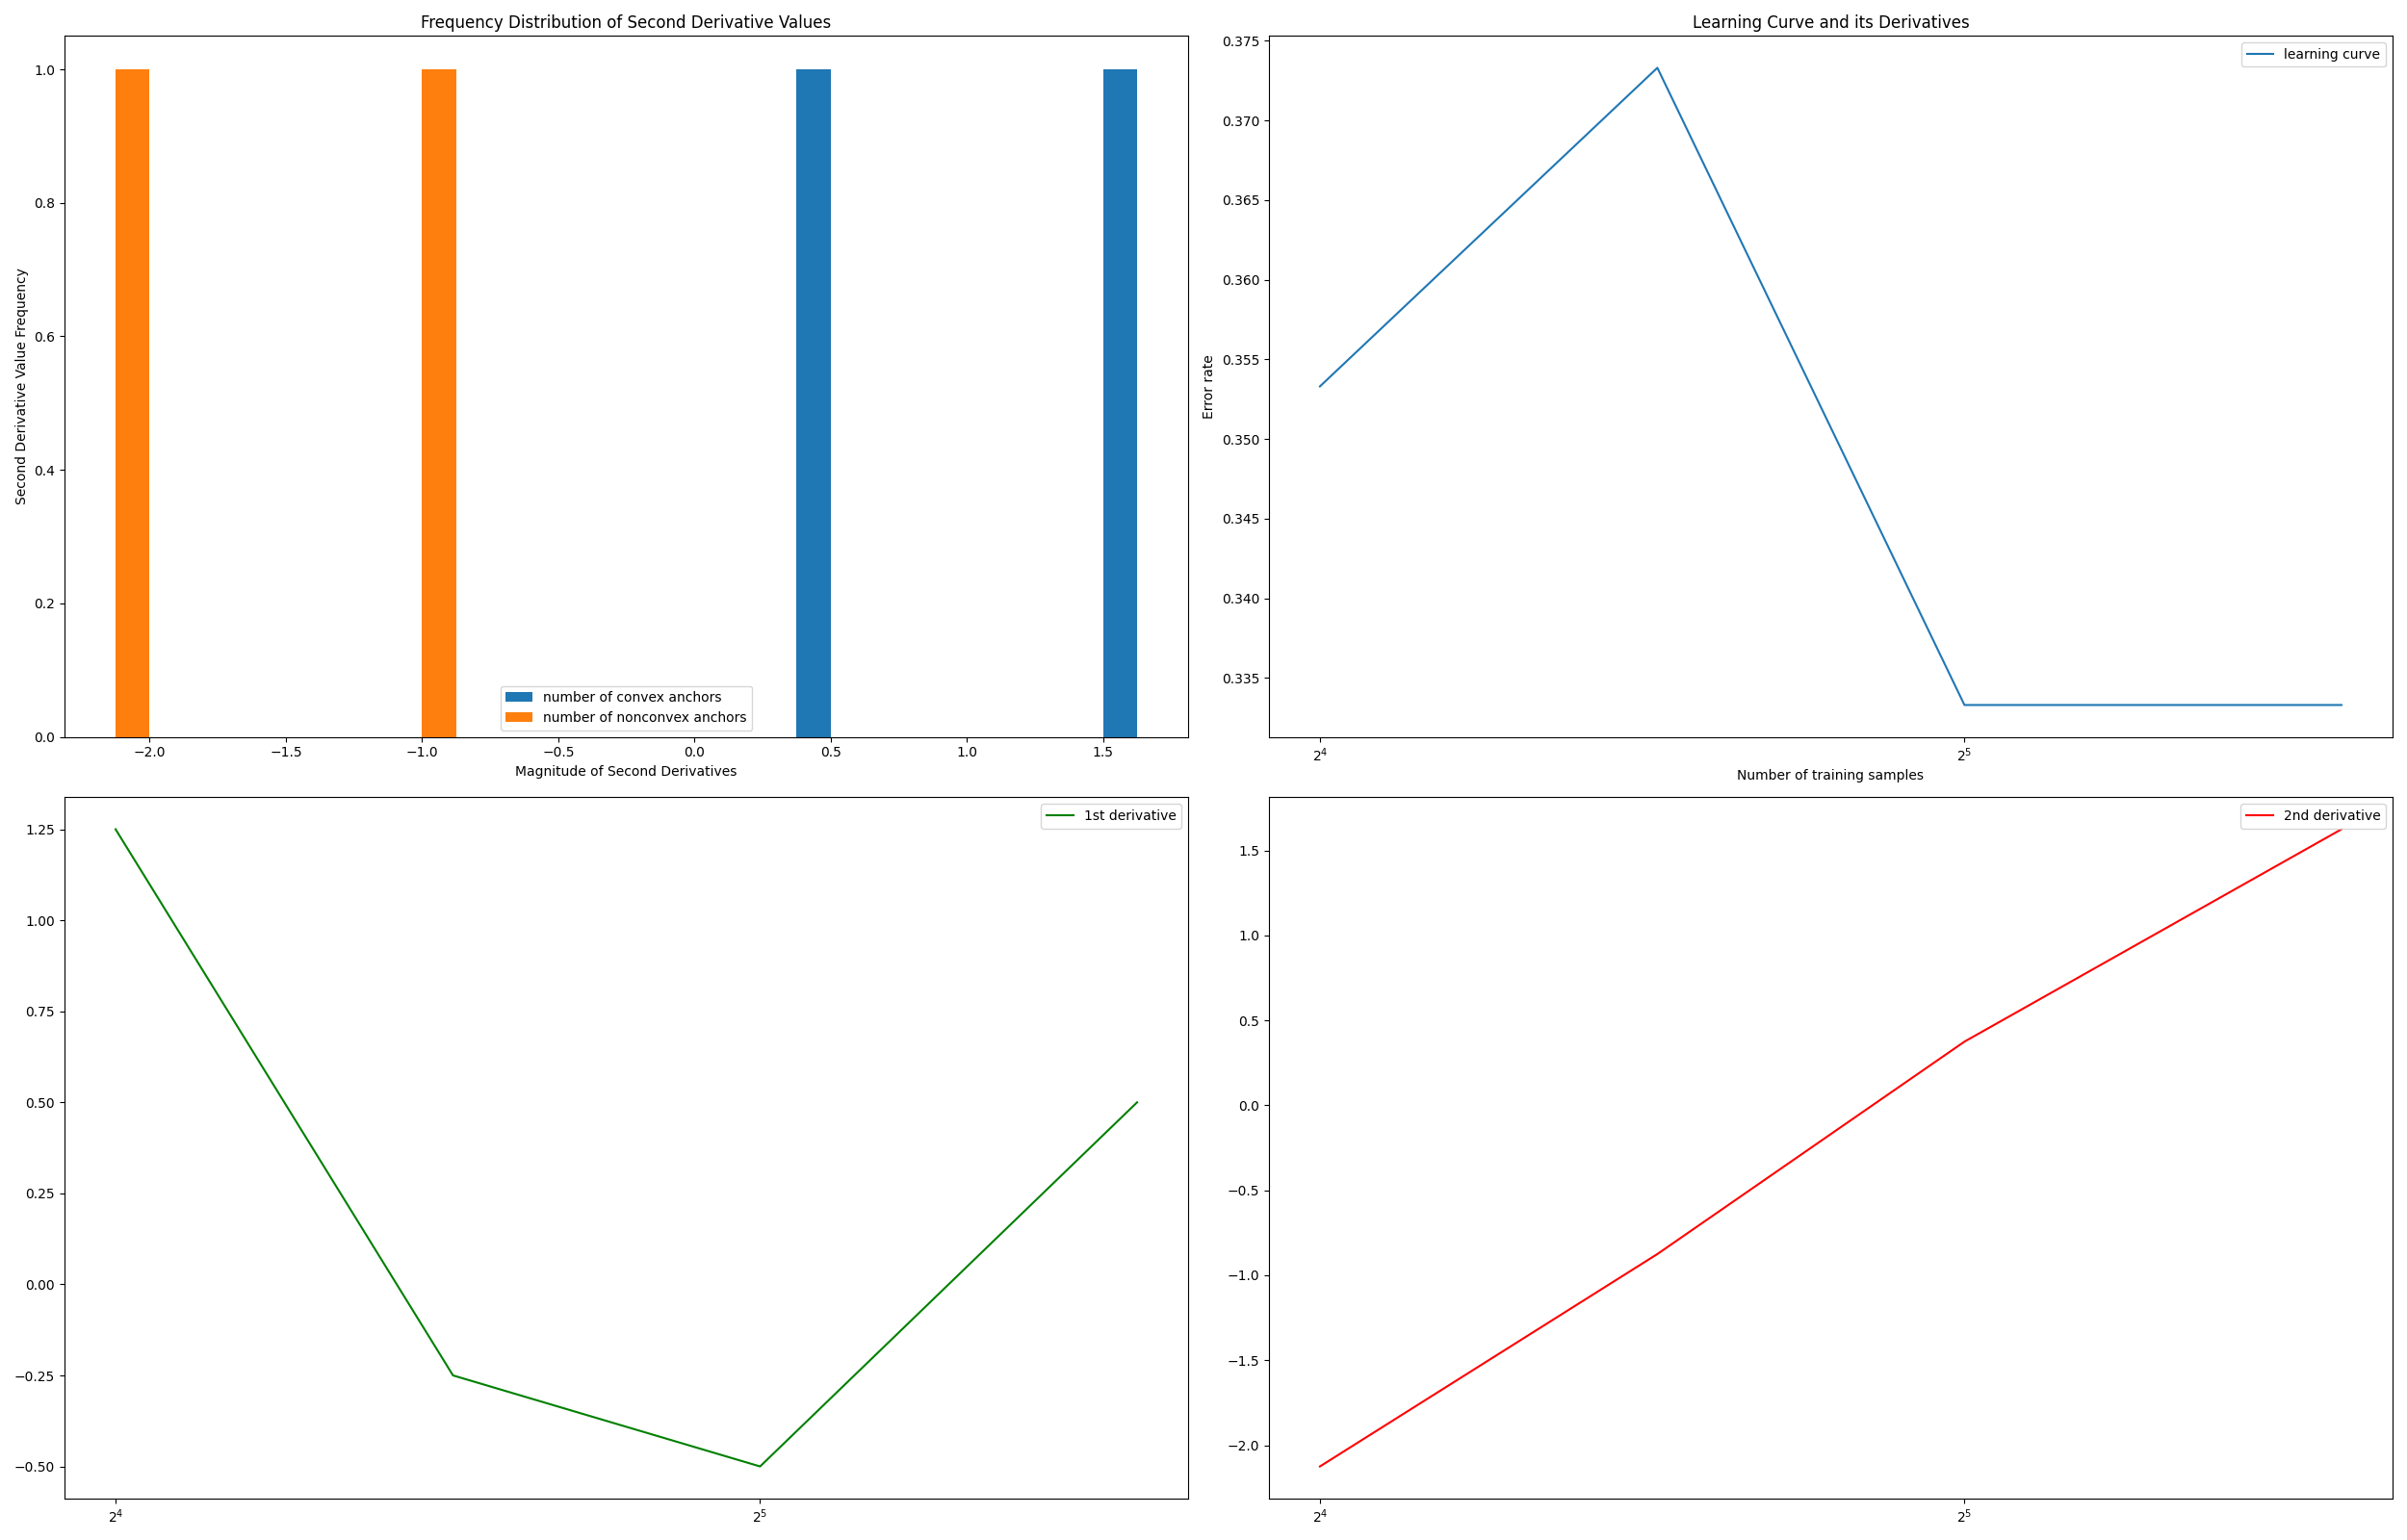 Frequency Distribution of Second Derivative Values
Second Derivative Value Frequency
1.0
0.8
0.6
0.4
0.2
0.0
number of convex anchors
number of nonconvex anchors
−2.0 −1.5 −1.0 −0.5 0.0 0.5 1.0 1.5
Magnitude of Second Derivatives
Learning Curve and its Derivatives
learning curve
Error rate
0.375
0.370
0.365
0.360
0.355
0.350
0.345
0.340
0.335
2⁴ 2⁵
Number of training samples
1st derivative
1.25
1.00
0.75
0.50
0.25
0.00
−0.25
−0.50
2⁴ 2⁵
2nd derivative
1.5
1.0
0.5
0.0
−0.5
−1.0
−1.5
−2.0
2⁴ 2⁵